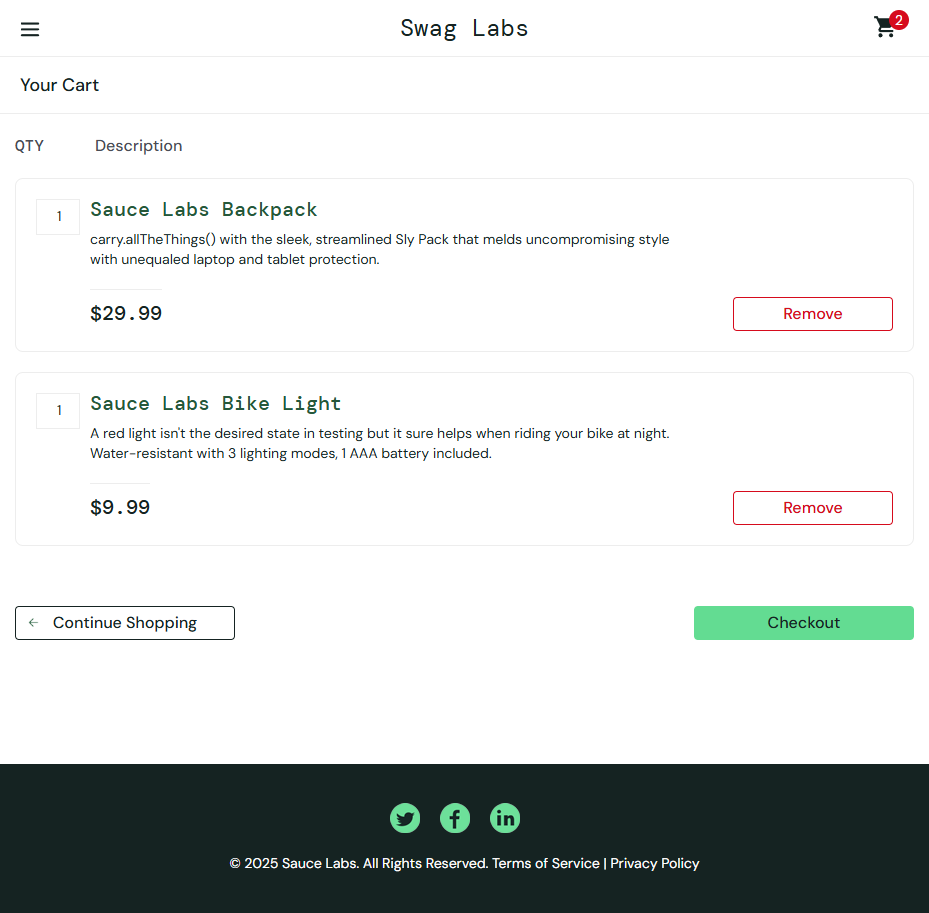 Swag Labs
2
Your Cart
QTY Description
1
Sauce Labs Backpack
carry.allTheThings() with the sleek, streamlined Sly Pack that melds uncompromising style
with unequaled laptop and tablet protection.
$29.99
Remove
1
Sauce Labs Bike Light
A red light isn't the desired state in testing but it sure helps when riding your bike at night.
Water-resistant with 3 lighting modes, 1 AAA battery included.
$9.99
Remove
Continue Shopping
Checkout
© 2025 Sauce Labs. All Rights Reserved. Terms of Service | Privacy Policy